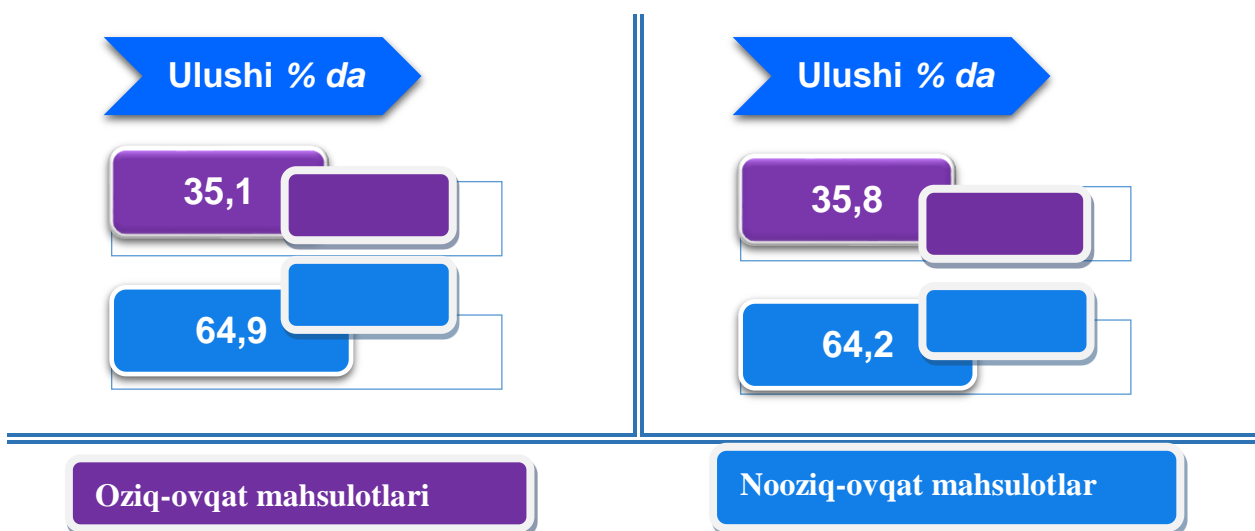 Ulushi % da
35,1
64,9
Ulushi % da
35,8
64,2
Oziq-ovqat mahsulotlari
Nooziq-ovqat mahsulotlar